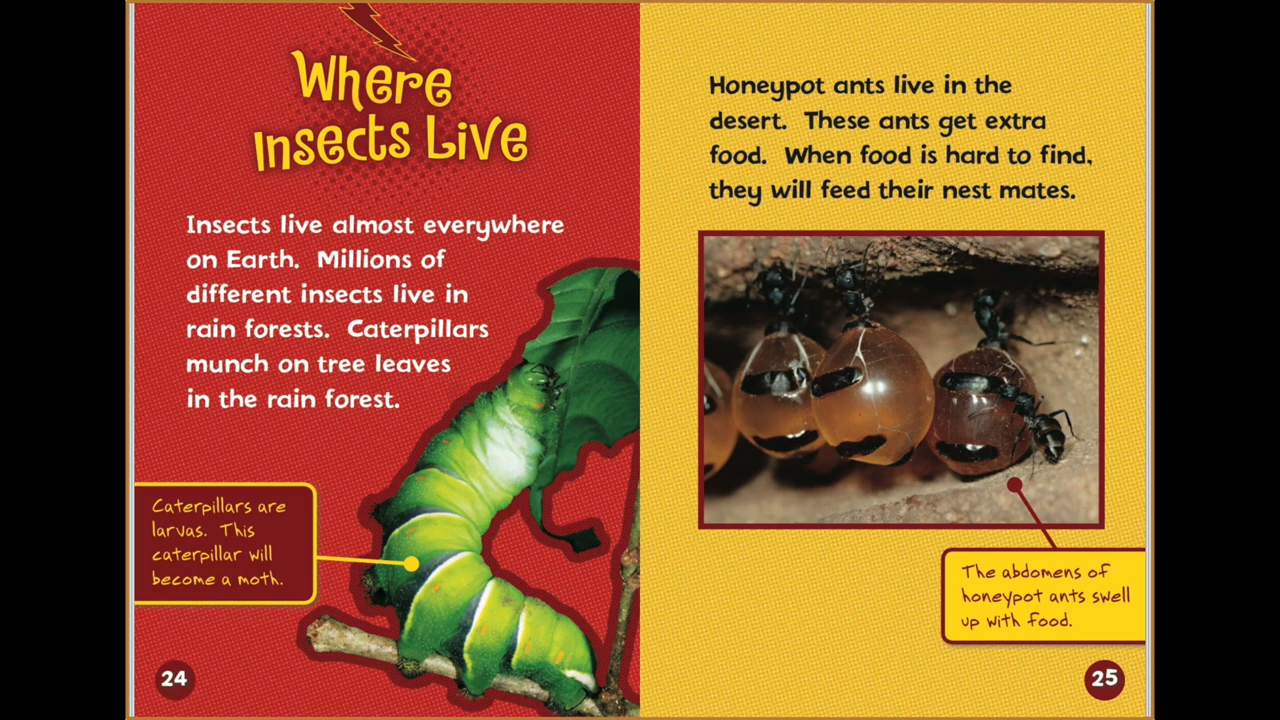 Where
Insects Live
Insects live almost everywhere
on Earth. Millions of
different insects live in
rain forests. Caterpillars
munch on tree leaves
in the rain forest.
Caterpillars are
larvas. This
caterpillar will
become a moth.
24
Honeypot ants live in the
desert. These ants get extra
food. When food is hard to find,
they will feed their nest mates.
The abdomens of
honeypot ants swell
up with food.
25